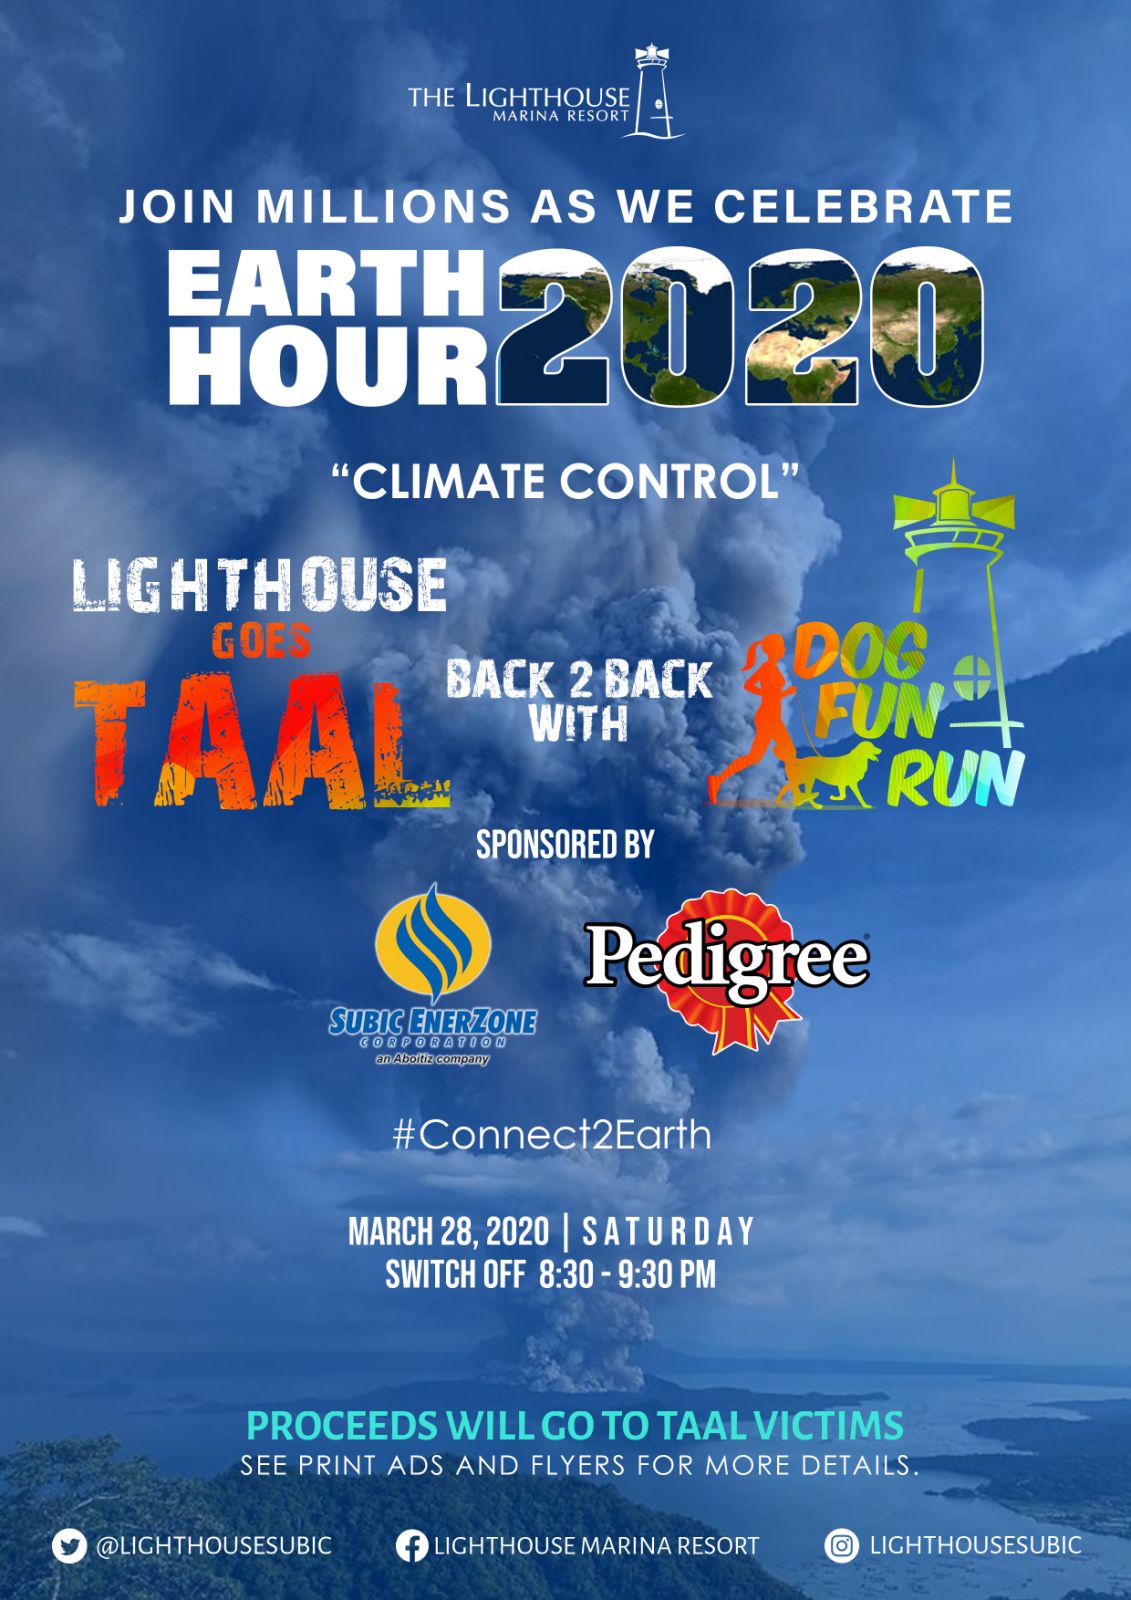 THE LIGHTHOUSE
MARINA RESORT
JOIN MILLIONS AS WE CELEBRATE
EARTH
HOUR 2020
“CLIMATE CONTROL”
LIGHTHOUSE
GOES
TAAL
BACK 2 BACK
WITH
DOG
FUN
RUN
SPONSORED BY
SUBIC ENERZONE
CORPORATION
an Aboitiz company
Pedigree®
#Connect2Earth
MARCH 28, 2020 | SATURDAY
SWITCH OFF 8:30 - 9:30 PM
PROCEEDS WILL GO TO TAAL VICTIMS
SEE PRINT ADS AND FLYERS FOR MORE DETAILS.
@LIGHTHOUSESUBIC
LIGHTHOUSE MARINA RESORT
LIGHTHOUSESUBIC